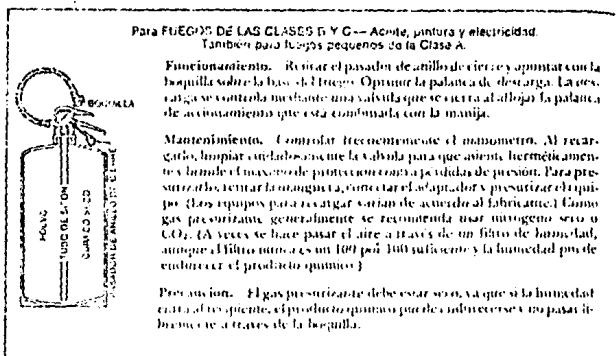 Para FUEGOS DE LAS CLASES B Y C — Aceite, pintura y electricidad.
También para fuegos pequeños de la Clase A.
BOQUILLA
POLVO
TUBO DE SIFON
QUIMICO SECO
PASADOR DE ANILLO DE CIERRE
Funcionamiento. Retirar el pasador de anillo de cierre y apuntar con la
boquilla sobre la base del fuego. Oprimir la palanca de descarga. La des-
carga se controla mediante una válvula que se cierra al aflojar la palanca
de accionamiento que está combinada con la manija.
Mantenimiento. Controlar frecuentemente el manómetro. Al recar-
garlo, limpiar cuidadosamente la válvula para que asiente herméticamen-
te y brinde el máximo de protección contra pérdidas de presión. Para pre-
surizarlo, retirar la manguera, conectar el adaptador y presurizar el equi-
po. (Los equipos para recargar varían de acuerdo al fabricante.) Como
gas presurizante generalmente se recomienda usar nitrógeno seco o
CO₂. (A veces se hace pasar el aire a través de un filtro de humedad,
aunque el filtro nunca es un 100 por 100 suficiente y la humedad puede
endurecer el producto químico.)
Precaución. El gas presurizante debe estar seco, ya que si la humedad
entra al recipiente, el producto químico puede endurecerse y no pasar li-
bremente a través de la boquilla.